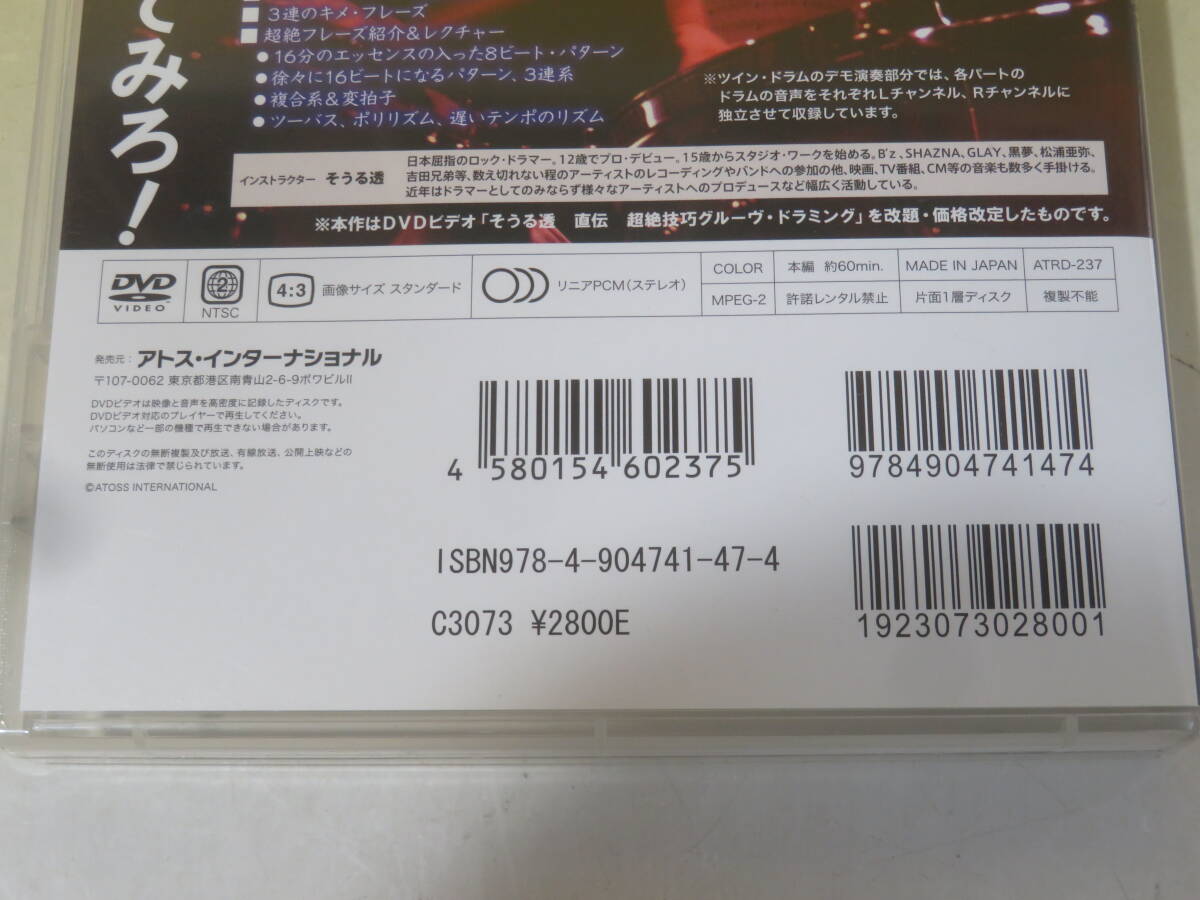 てみろ!
■ 3連のキメ・フレーズ
■ 超絶フレーズ紹介&レクチャー
● 16分のエッセンスの入った8ビート・パターン
● 徐々に16ビートになるパターン、3連系
● 複合系&変拍子
● ツーバス、ポリリズム、遅いテンポのリズム
※ツイン・ドラムのデモ演奏部分では、各パートの
ドラムの音声をそれぞれLチャンネル、Rチャンネルに
独立させて収録しています。
インストラクター そうる透
日本屈指のロック・ドラマー。12歳でプロ・デビュー。15歳からスタジオ・ワークを始める。B'z、SHAZNA、GLAY、黒夢、松浦亜弥、
吉田兄弟等、数え切れない程のアーティストのレコーディングやバンドへの参加の他、映画、TV番組、CM等の音楽も数多く手掛ける。
近年はドラマーとしてのみならず様々なアーティストへのプロデュースなど幅広く活動している。
※本作はDVDビデオ「そうる透 直伝 超絶技巧グルーヴ・ドラミング」を改題・価格改定したものです。
DVD VIDEO
2 NTSC
4:3 画像サイズ スタンダード
リニアPCM(ステレオ)
COLOR 本編 約60min. MADE IN JAPAN ATRD-237
MPEG-2 許諾レンタル禁止 片面1層ディスク 複製不能
発売元: アトス・インターナショナル
〒107-0062 東京都港区南青山2-6-9ボワビルII
DVDビデオは映像と音声を高密度に記録したディスクです。
DVDビデオ対応のプレイヤーで再生してください。
パソコンなど一部の機種で再生できない場合があります。
このディスクの無断複製及び放送、有線放送、公開上映などの
無断使用は法律で禁じられています。
©ATOSS INTERNATIONAL
4 580154 602375
9784904741474
ISBN978-4-904741-47-4
C3073 ¥2800E
1923073028001